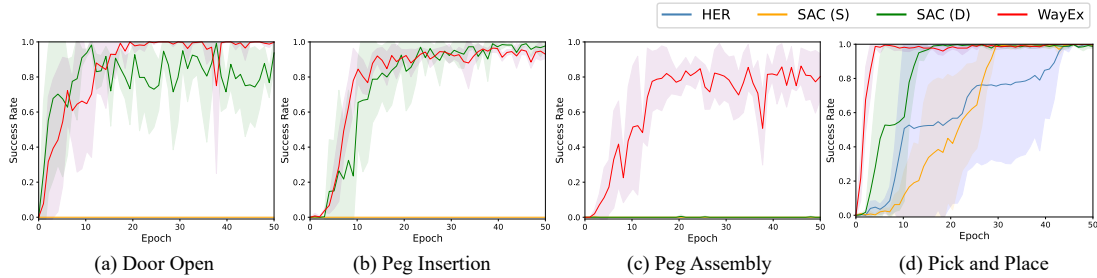 HER SAC (S) SAC (D) WayEx
1.0 0.8 0.6 0.4 0.2 0.0
Success Rate
0 10 20 30 40 50
Epoch
(a) Door Open
1.0 0.8 0.6 0.4 0.2 0.0
Success Rate
0 10 20 30 40 50
Epoch
(b) Peg Insertion
1.0 0.8 0.6 0.4 0.2 0.0
Success Rate
0 10 20 30 40 50
Epoch
(c) Peg Assembly
1.0 0.8 0.6 0.4 0.2 0.0
Success Rate
0 10 20 30 40 50
Epoch
(d) Pick and Place